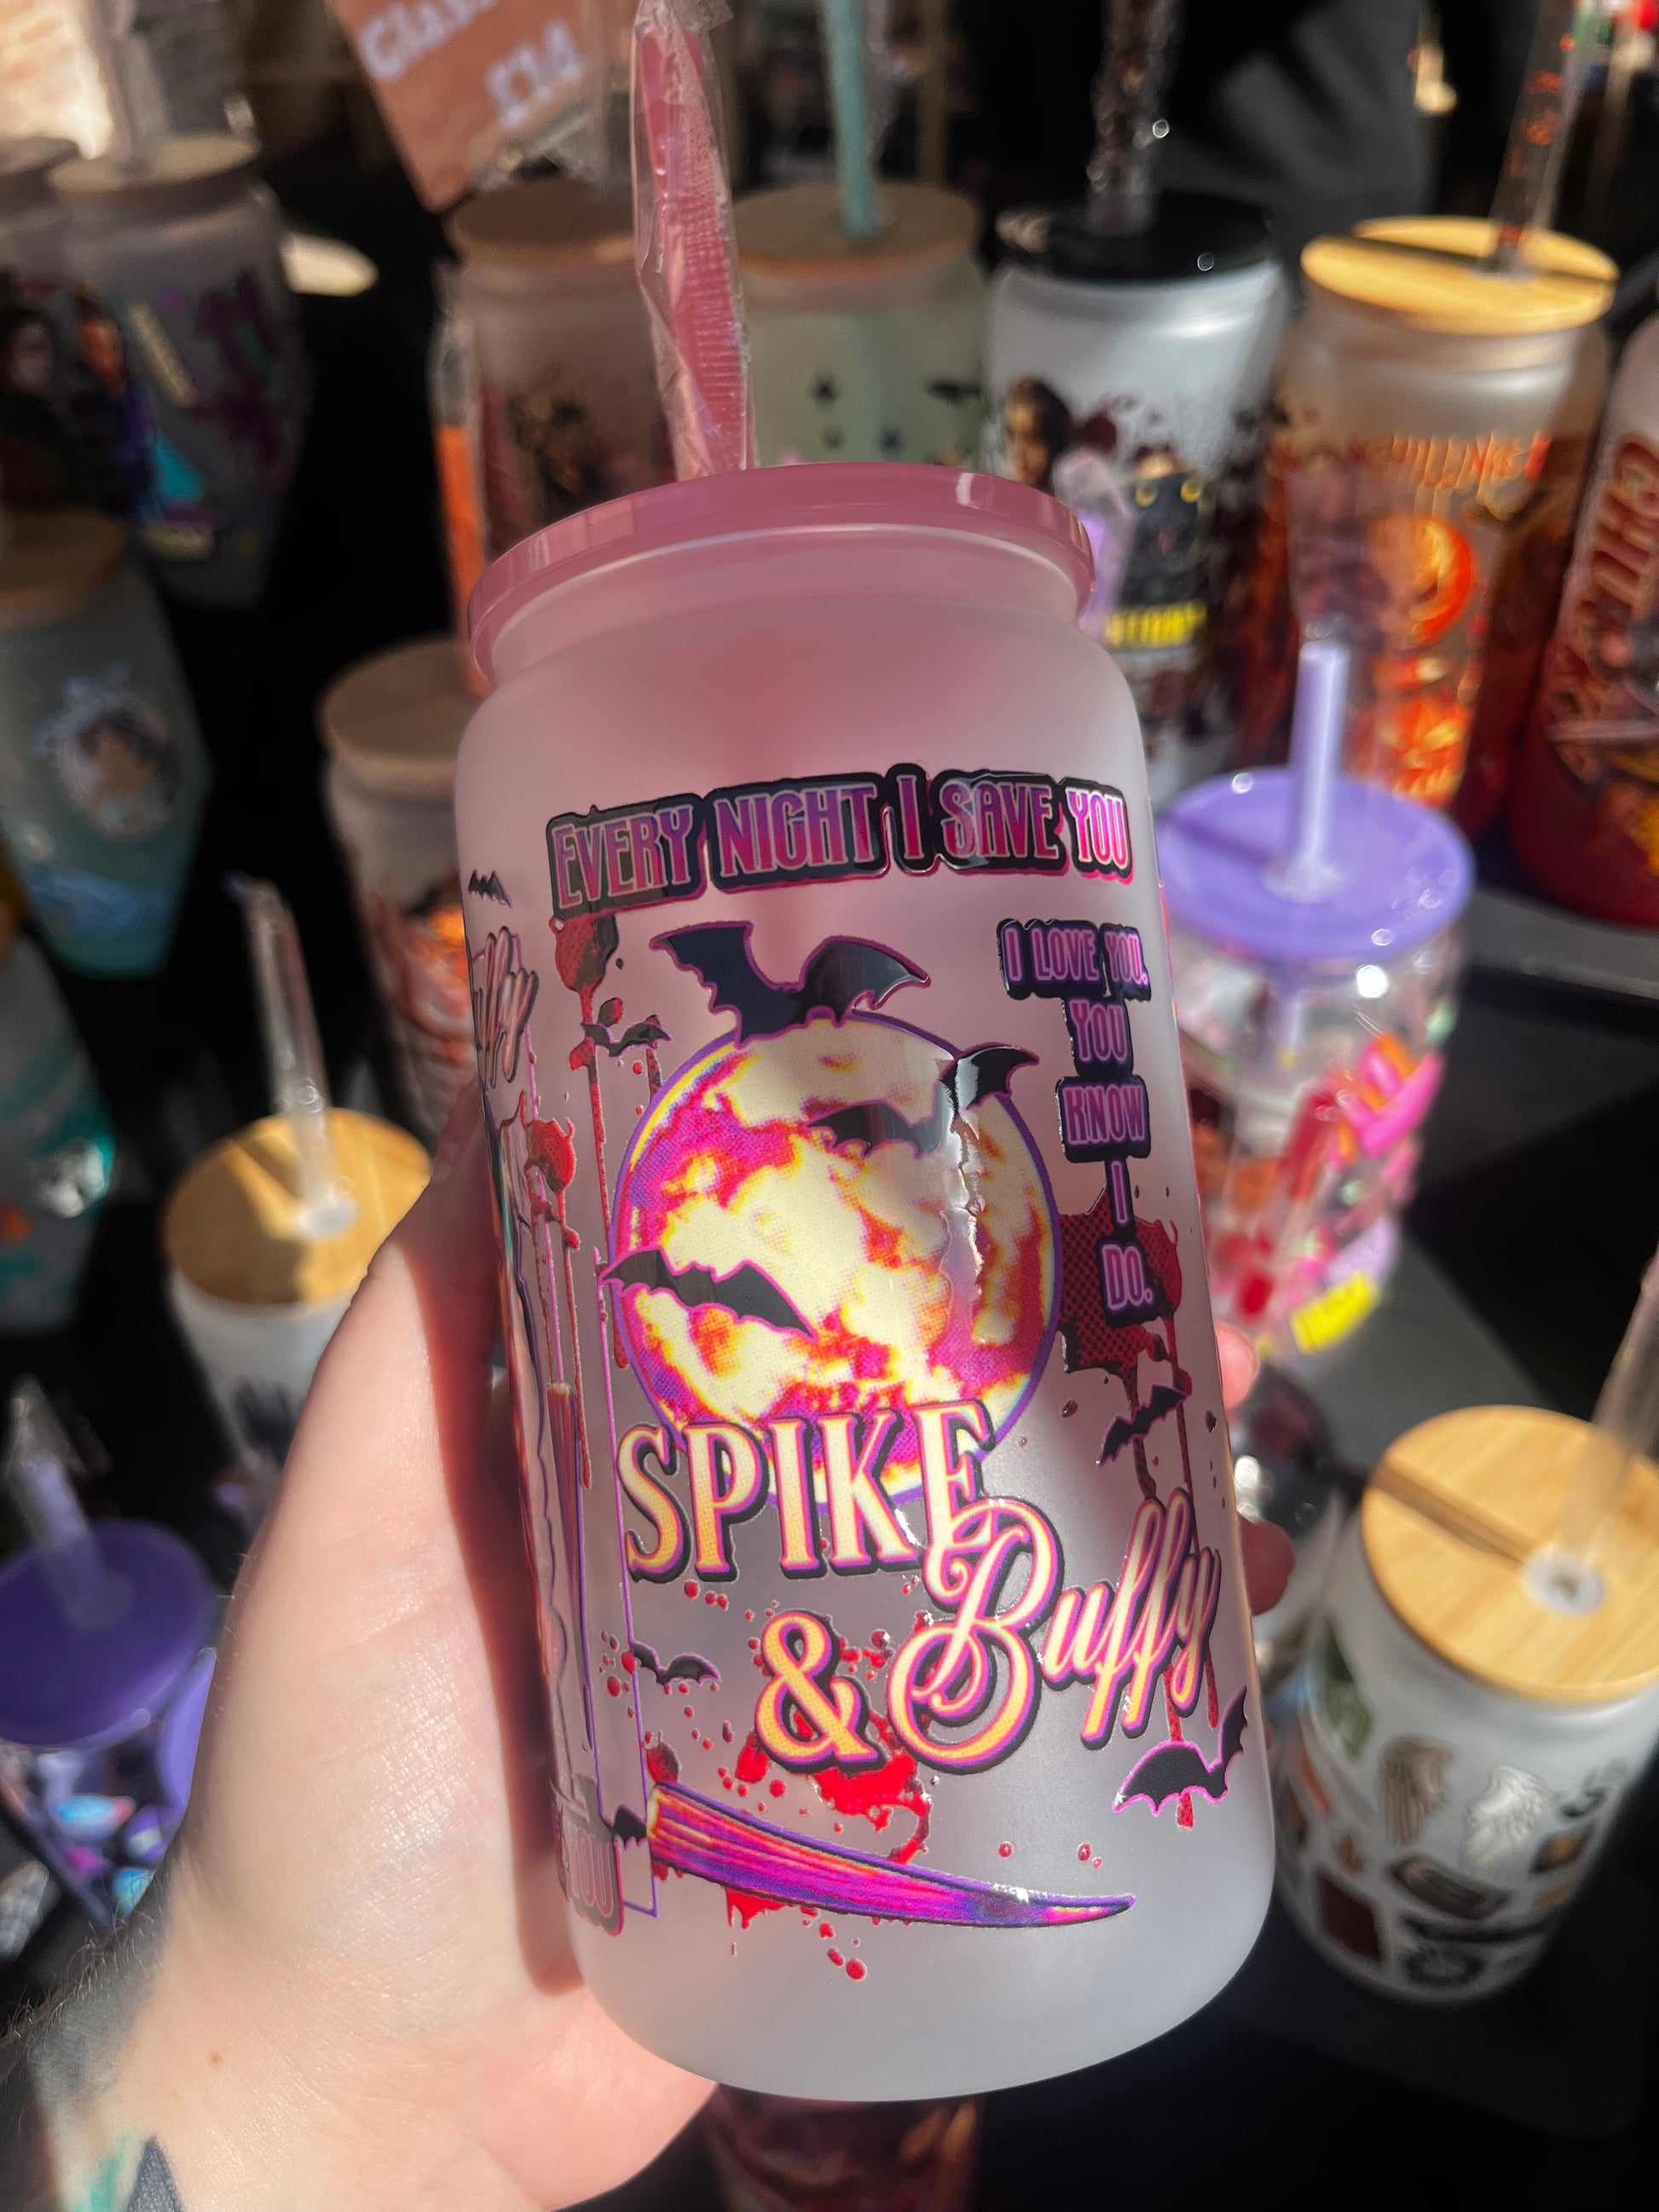 EVERY NIGHT I SAVE YOU
I LOVE YOU.
YOU
KNOW
I
DO.
SPIKE
& Buffy